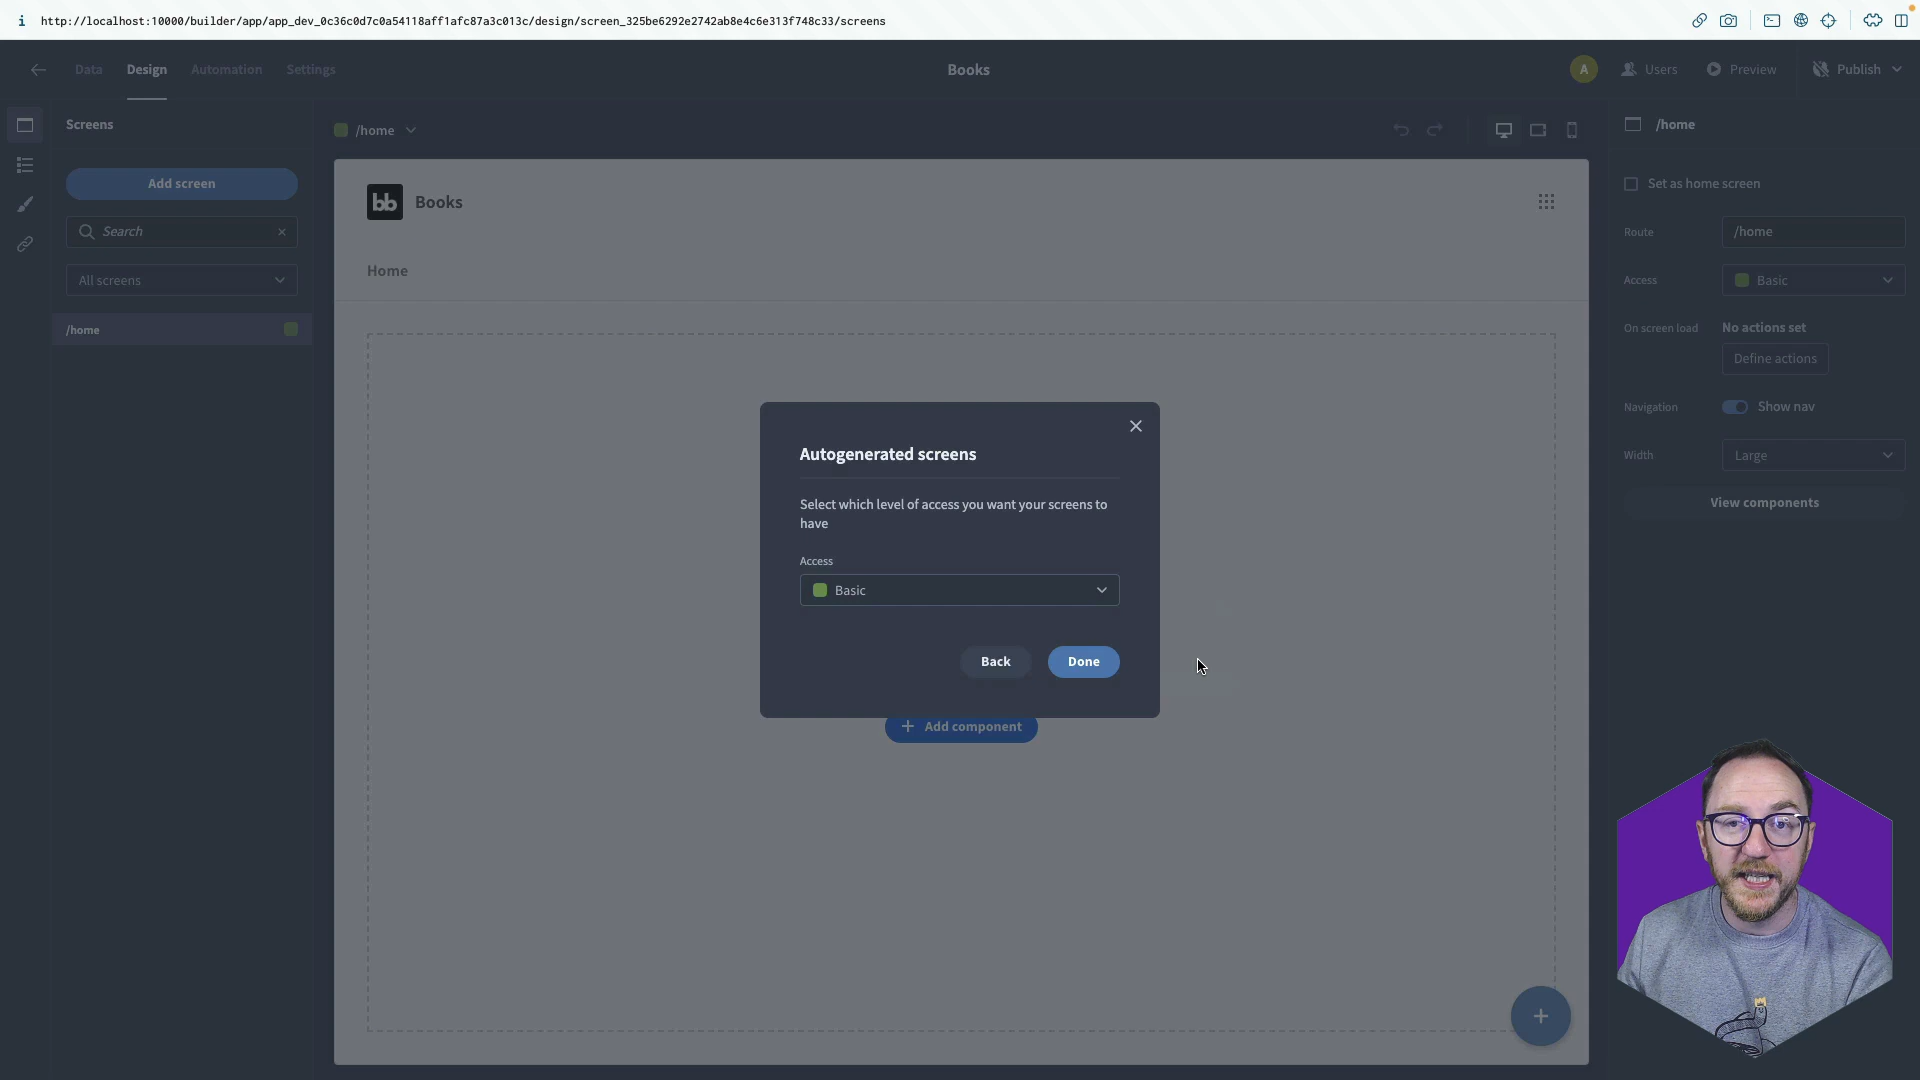 i http://localhost:10000/builder/app/app_dev_0c36c0d7c0a54118aff1afc87a3c013c/design/screen_325be6292e2742ab8e4c6e313f748c33/screens
Data Design Automation Settings
Books
A Users Preview Publish
Screens
/home
/home
Add screen
bb Books
Set as home screen
Search
Route /home
Home
All screens
Access Basic
/home
On screen load No actions set
Define actions
Navigation Show nav
Autogenerated screens
Width Large
Select which level of access you want your screens to
have
View components
Access
Basic
Back Done
Add component